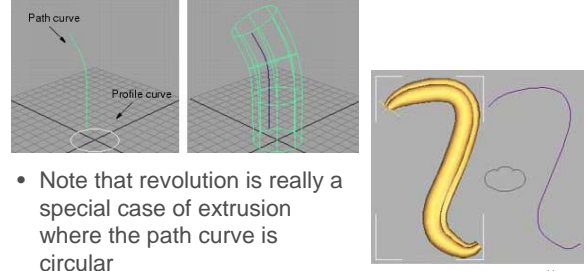 Path curve
Profile curve
• Note that revolution is really a
special case of extrusion
where the path curve is
circular